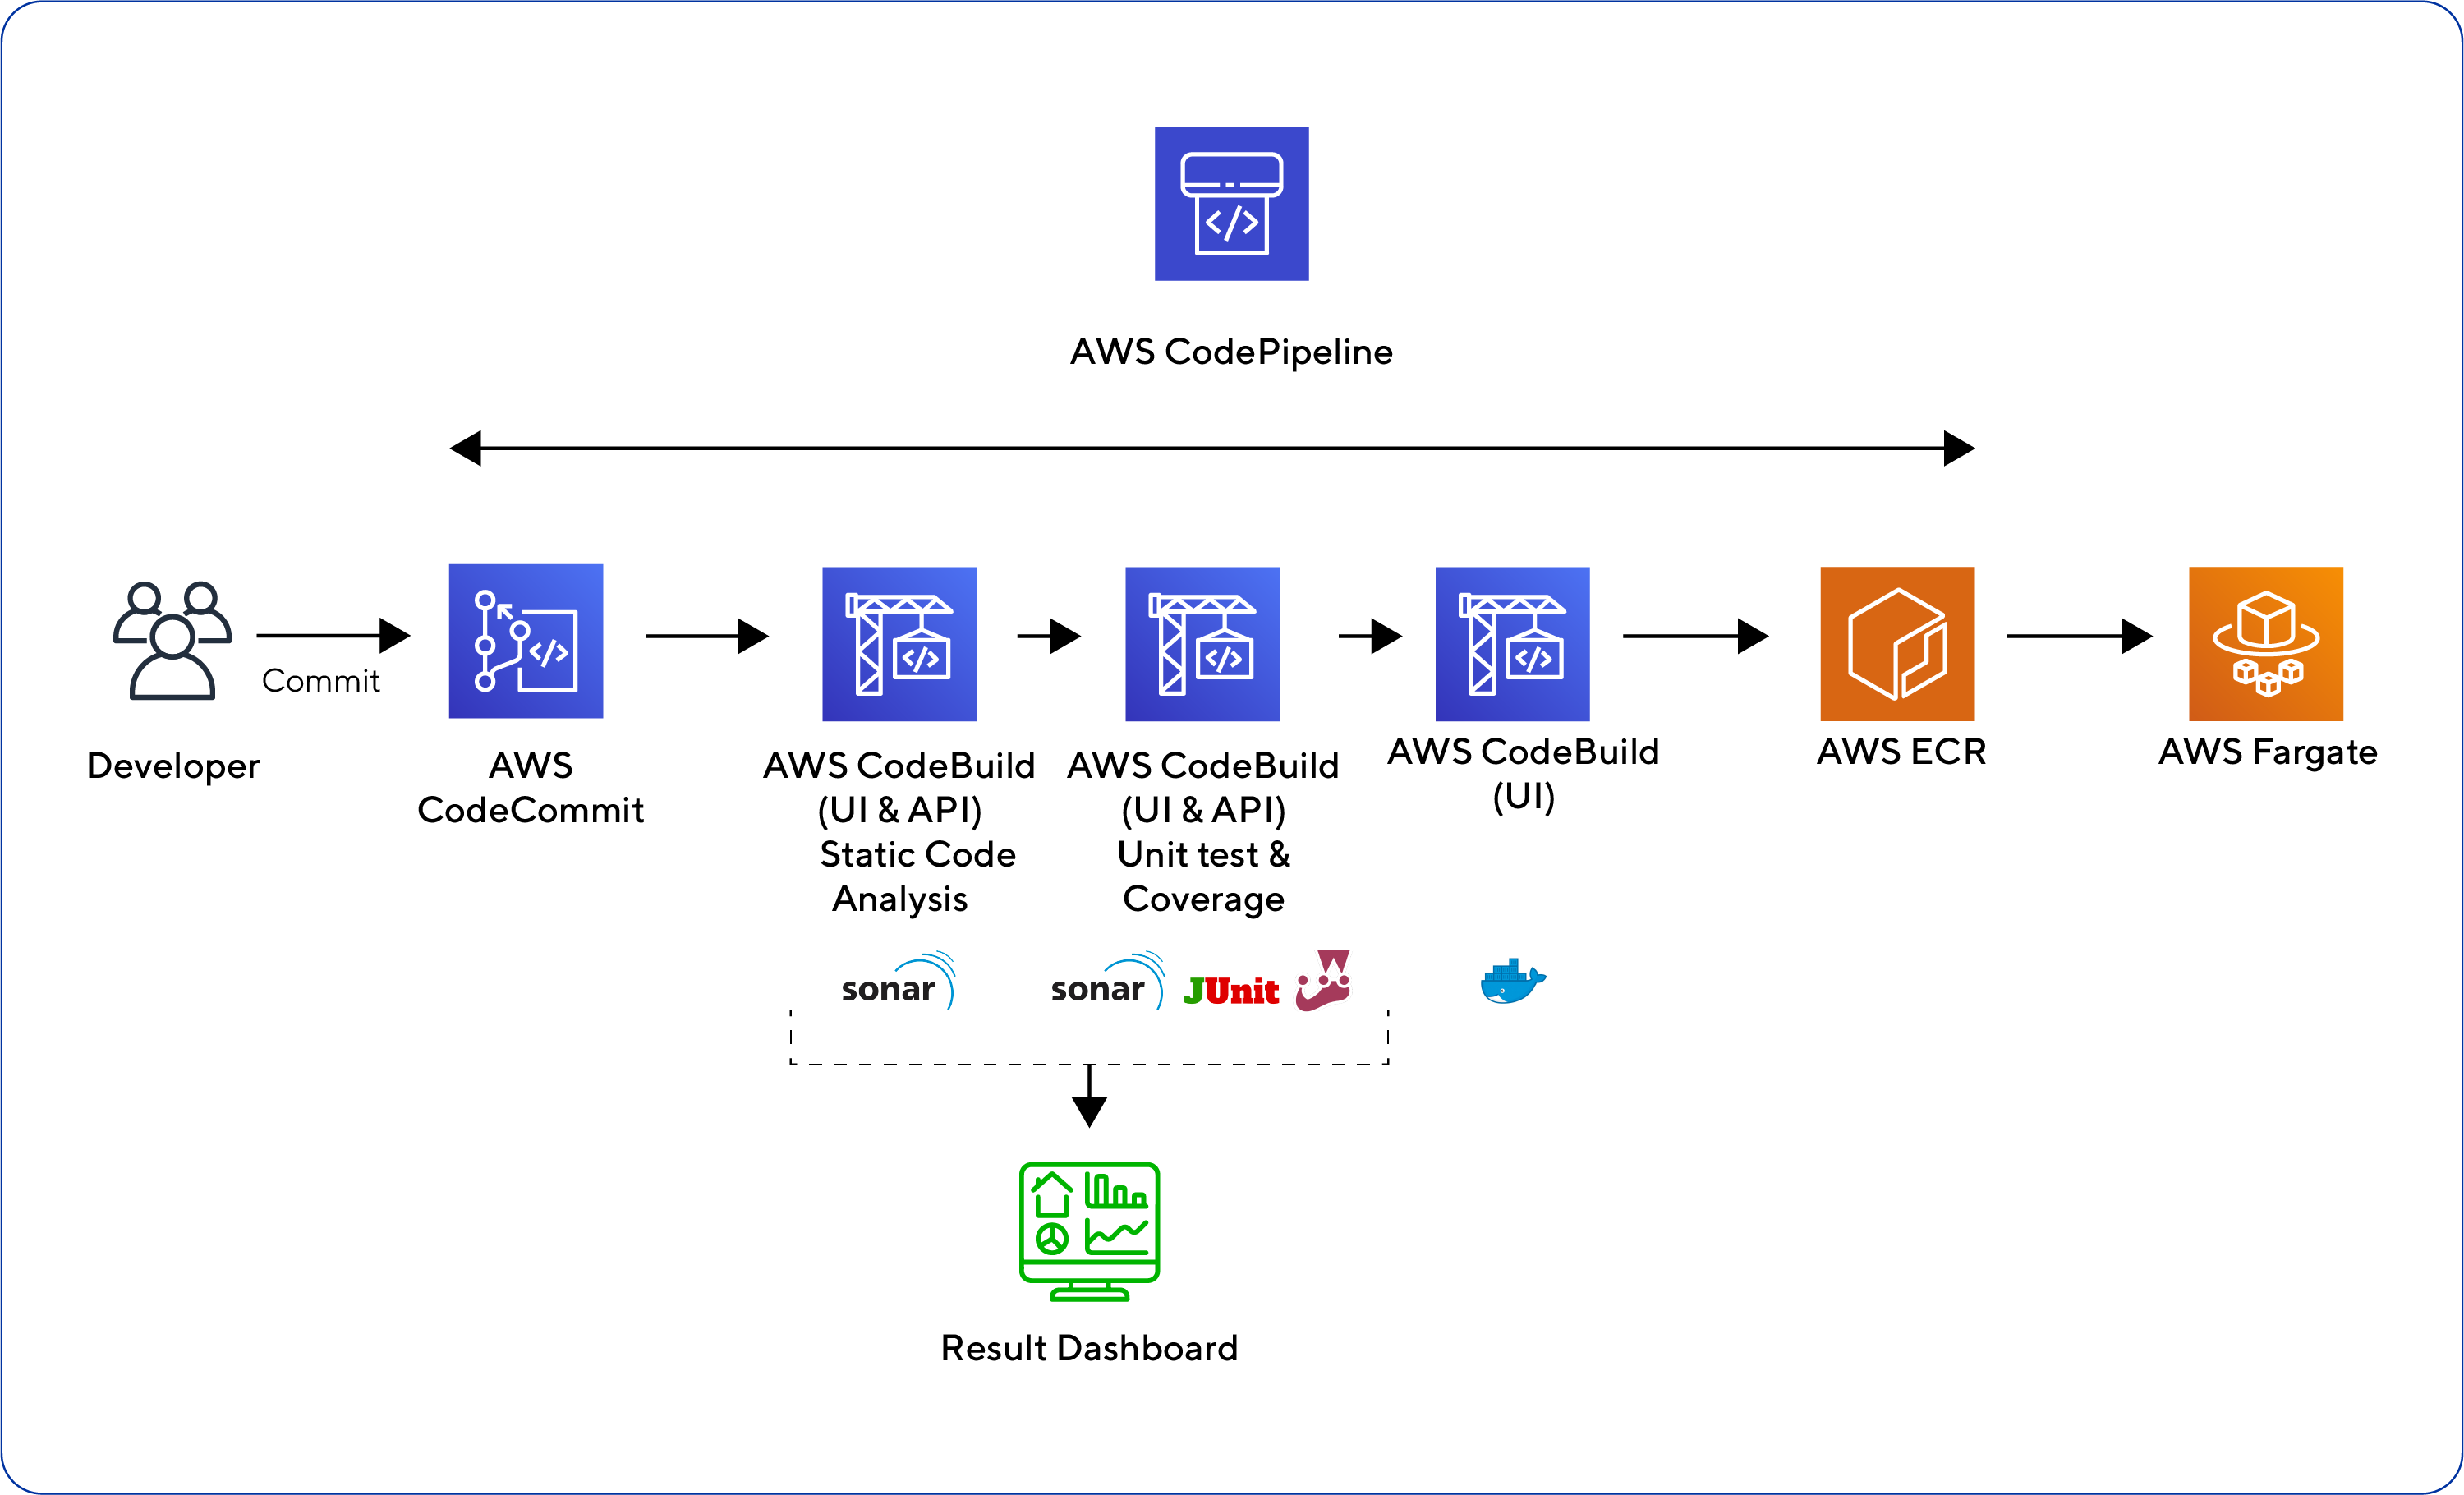 AWS CodePipeline
Commit
Developer
AWS
CodeCommit
AWS CodeBuild
(UI & API)
Static Code
Analysis
AWS CodeBuild
(UI & API)
Unit test &
Coverage
AWS CodeBuild
(UI)
AWS ECR
AWS Fargate
sonar
sonar
JUnit
Result Dashboard